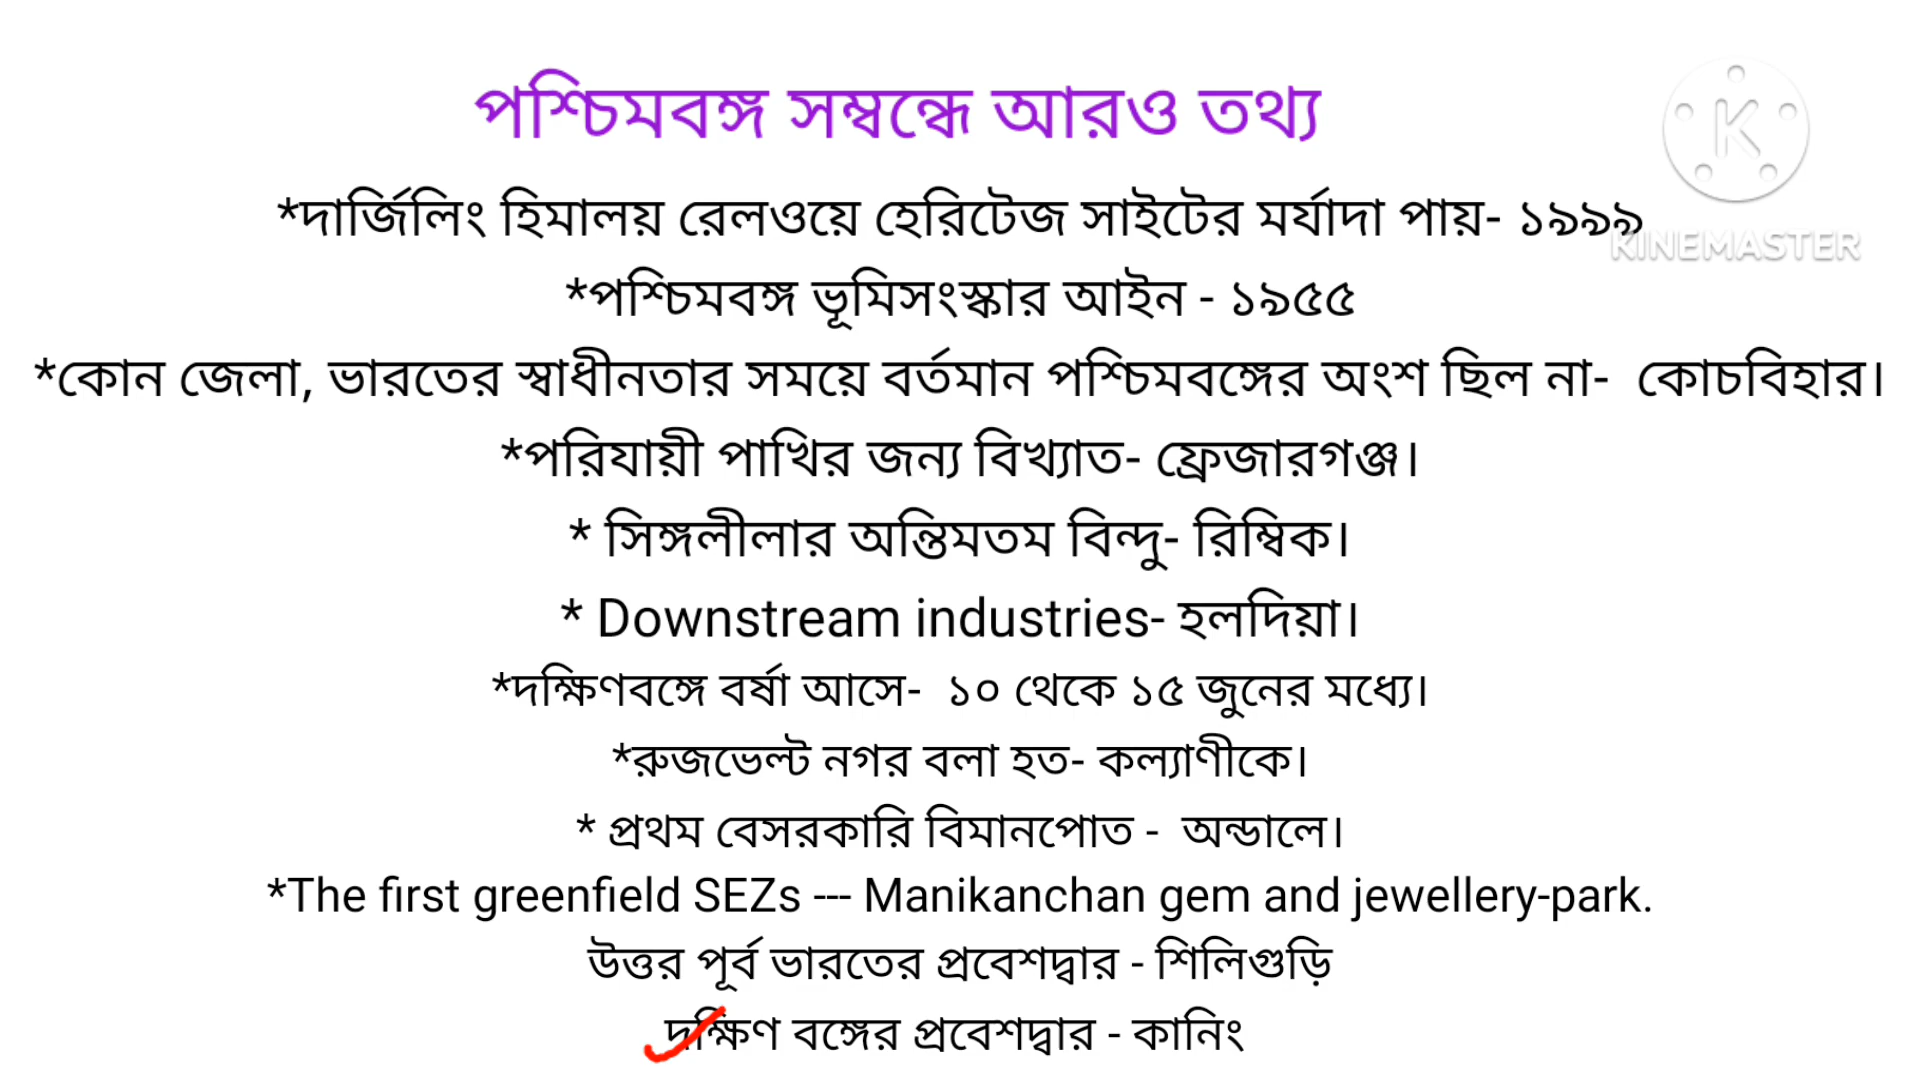 পশ্চিমবঙ্গ সম্বন্ধে আরও তথ্য
K
KINEMASTER
*দার্জিলিং হিমালয় রেলওয়ে হেরিটেজ সাইটের মর্যাদা পায়- ১৯৯৯
*পশ্চিমবঙ্গ ভূমিসংস্কার আইন - ১৯৫৫
*কোন জেলা, ভারতের স্বাধীনতার সময়ে বর্তমান পশ্চিমবঙ্গের অংশ ছিল না- কোচবিহার।
*পরিযায়ী পাখির জন্য বিখ্যাত- ফ্রেজারগঞ্জ।
* সিঙ্গলীলার অন্তিমতম বিন্দু- রিম্বিক।
* Downstream industries- হলদিয়া।
*দক্ষিণবঙ্গে বর্ষা আসে- ১০ থেকে ১৫ জুনের মধ্যে।
*রুজভেল্ট নগর বলা হত- কল্যাণীকে।
* প্রথম বেসরকারি বিমানপোত - অন্ডালে।
*The first greenfield SEZs --- Manikanchan gem and jewellery-park.
উত্তর পূর্ব ভারতের প্রবেশদ্বার - শিলিগুড়ি
দক্ষিণ বঙ্গের প্রবেশদ্বার - কানিং